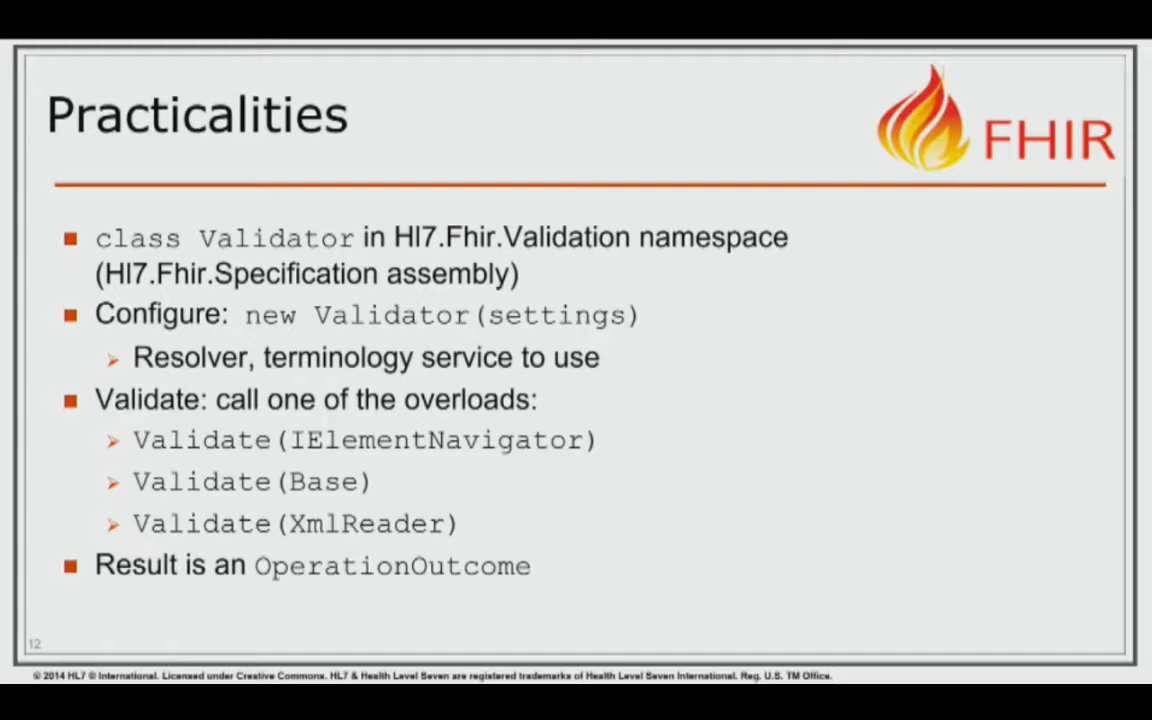 Practicalities
FHIR
class Validator in Hl7.Fhir.Validation namespace
(Hl7.Fhir.Specification assembly)
Configure: new Validator(settings)
Resolver, terminology service to use
Validate: call one of the overloads:
Validate(IElementNavigator)
Validate(Base)
Validate(XmlReader)
Result is an OperationOutcome
12
© 2014 HL7 ® International. Licensed under Creative Commons. HL7 & Health Level Seven are registered trademarks of Health Level Seven International. Reg. U.S. TM Office.